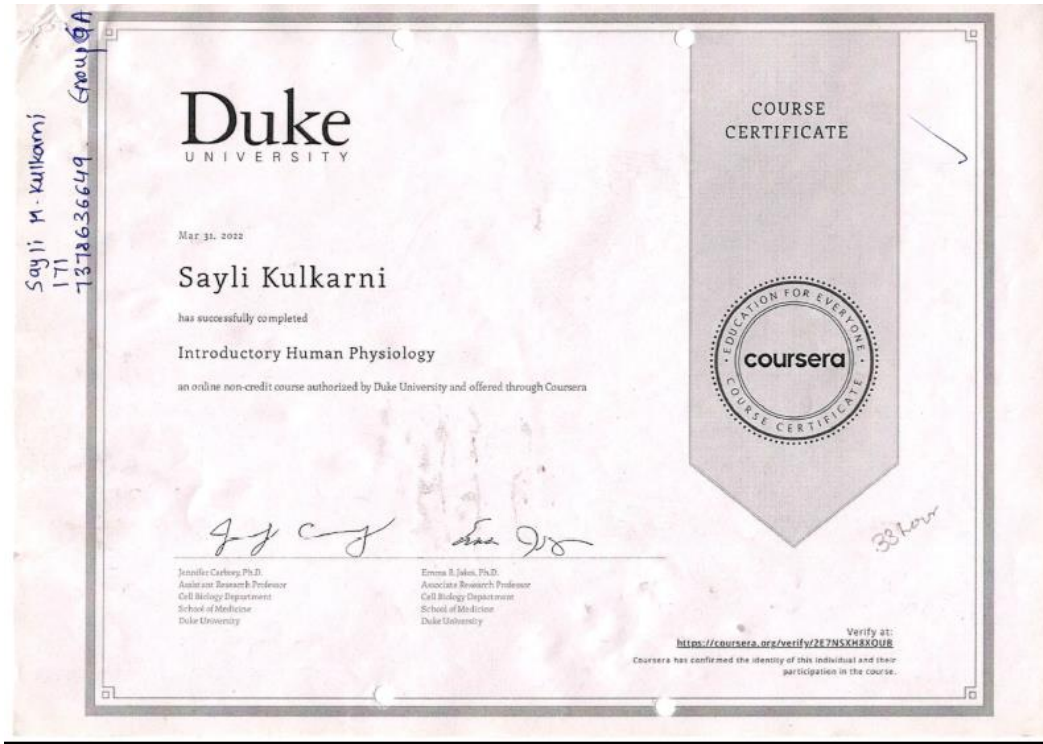 Sayli M. Kulkarni
171
7372636649 Group 9A
Duke
UNIVERSITY
Mar 31, 2022
Sayli Kulkarni
has successfully completed
Introductory Human Physiology
an online non-credit course authorized by Duke University and offered through Coursera
Jennifer Carbrey, Ph.D.
Assistant Research Professor
Cell Biology Department
School of Medicine
Duke University
Emma R. Jakoi, Ph.D.
Associate Research Professor
Cell Biology Department
School of Medicine
Duke University
COURSE
CERTIFICATE
EDUCATION FOR EVERYONE
coursera
COURSE CERTIFICATE
33 hour
Verify at:
https://coursera.org/verify/2E7NSXH8XQUR
Coursera has confirmed the identity of this individual and their
participation in the course.